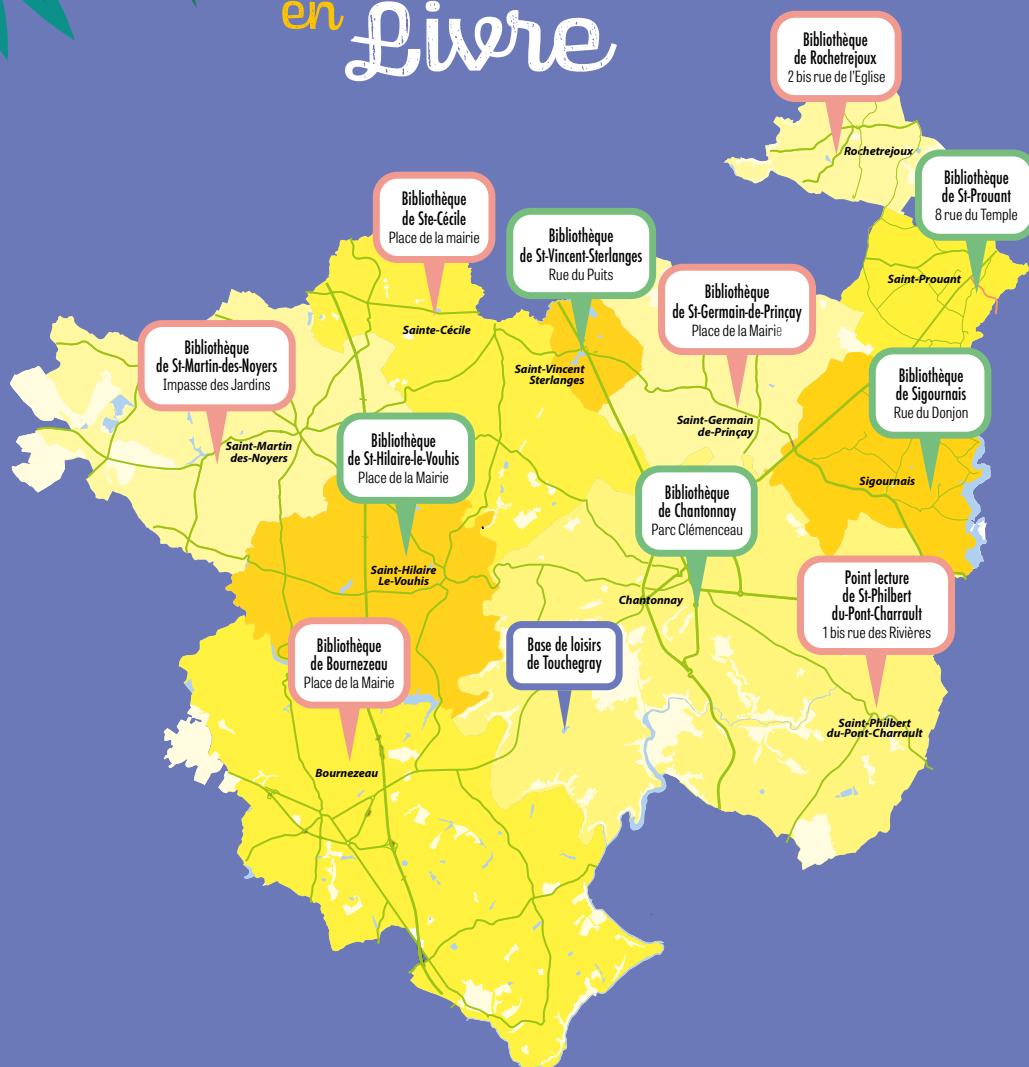 en
Livre
Bibliothèque
de Rochetrejoux
2 bis rue de l'Eglise
Rochetrejoux
Bibliothèque
de St-Prouant
8 rue du Temple
Saint-Prouant
Bibliothèque
de Ste-Cécile
Place de la mairie
Sainte-Cécile
Bibliothèque
de St-Vincent-Sterlanges
Rue du Puits
Saint-Vincent
Sterlanges
Bibliothèque
de St-Germain-de-Prinçay
Place de la Mairie
Saint-Germain
de-Prinçay
Bibliothèque
de St-Martin-des-Noyers
Impasse des Jardins
Saint-Martin
des-Noyers
Bibliothèque
de Sigournais
Rue du Donjon
Sigournais
Bibliothèque
de St-Hilaire-le-Vouhis
Place de la Mairie
Saint-Hilaire
Le-Vouhis
Bibliothèque
de Chantonnay
Parc Clémenceau
Chantonnay
Point lecture
de St-Philbert
du-Pont-Charrault
1 bis rue des Rivières
Saint-Philbert
du-Pont-Charrault
Bibliothèque
de Bournezeau
Place de la Mairie
Bournezeau
Base de loisirs
de Touchegray